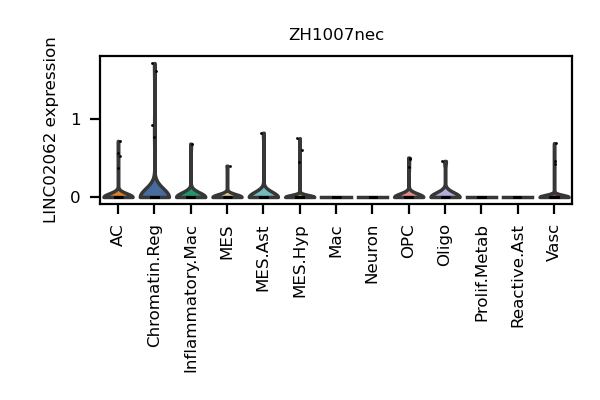 ZH1007nec
LINC02062 expression
1
0
AC
Chromatin.Reg
Inflammatory.Mac
MES
MES.Ast
MES.Hyp
Mac
Neuron
OPC
Oligo
Prolif.Metab
Reactive.Ast
Vasc